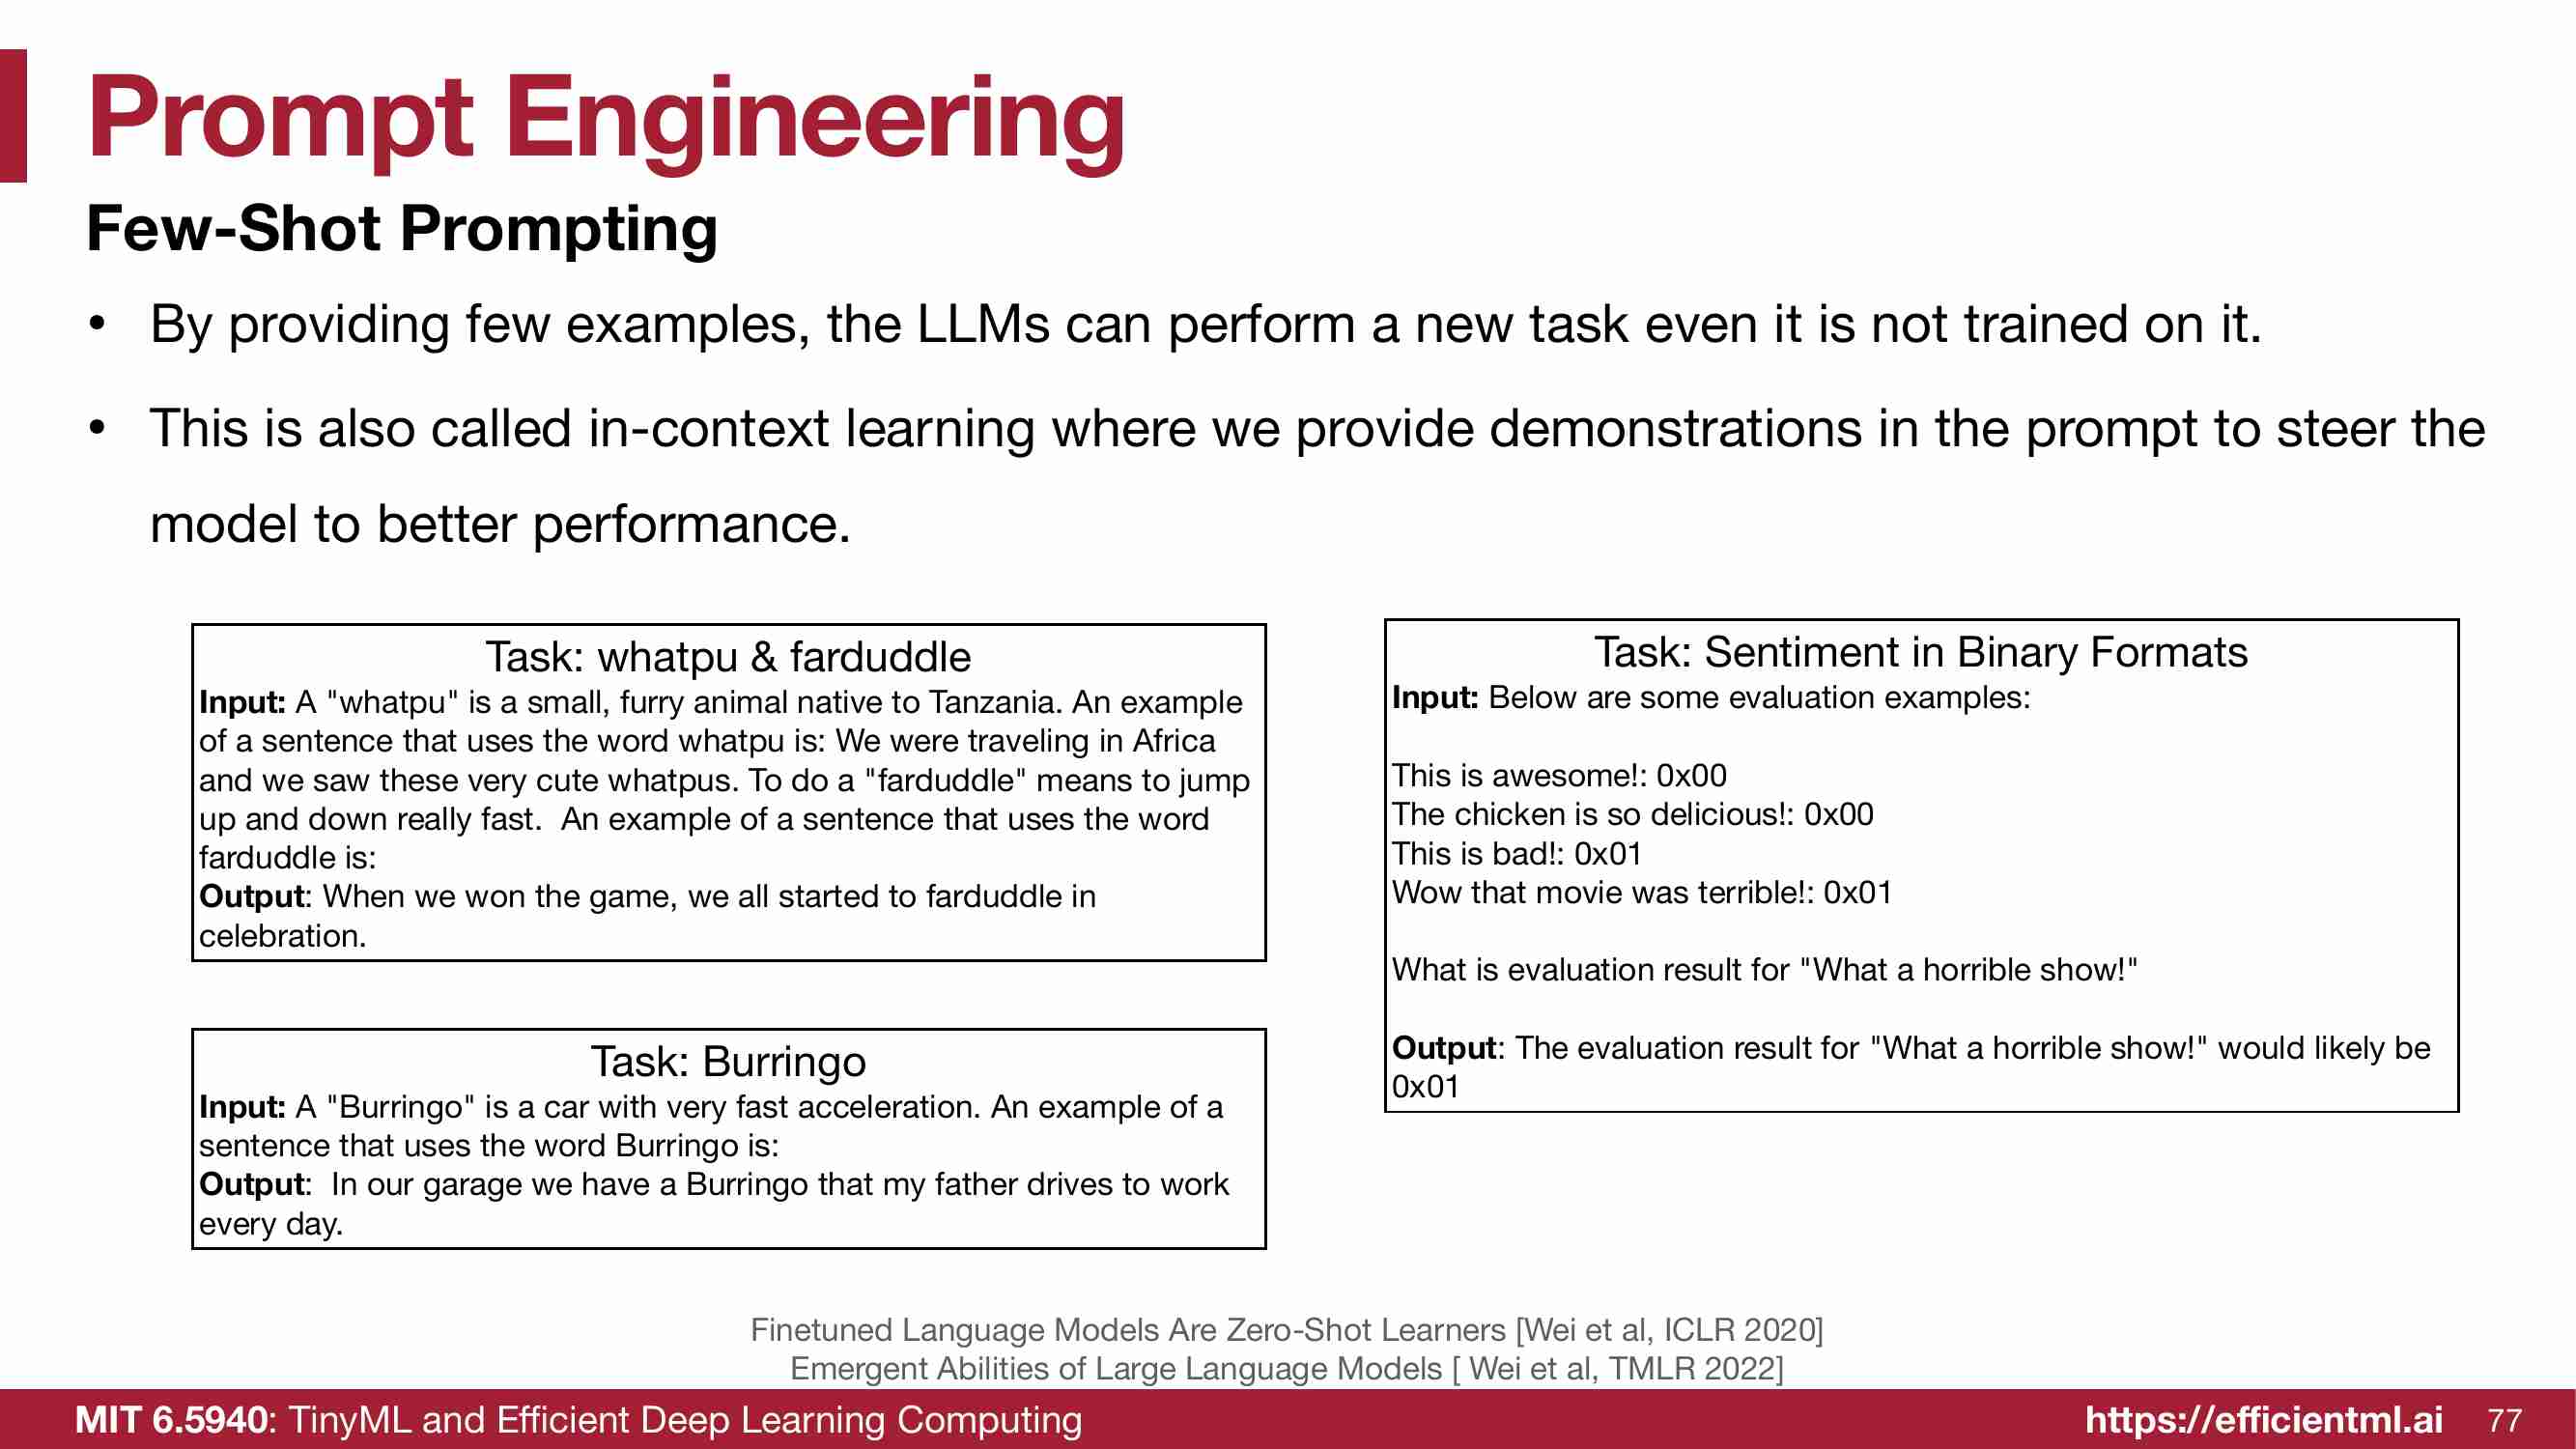 Prompt Engineering
Few-Shot Prompting
• By providing few examples, the LLMs can perform a new task even it is not trained on it.
• This is also called in-context learning where we provide demonstrations in the prompt to steer the
model to better performance.
Task: whatpu & farduddle
Input: A "whatpu" is a small, furry animal native to Tanzania. An example
of a sentence that uses the word whatpu is: We were traveling in Africa
and we saw these very cute whatpus. To do a "farduddle" means to jump
up and down really fast.  An example of a sentence that uses the word
farduddle is:
Output: When we won the game, we all started to farduddle in
celebration.
Task: Burringo
Input: A "Burringo" is a car with very fast acceleration. An example of a
sentence that uses the word Burringo is:
Output:  In our garage we have a Burringo that my father drives to work
every day.
Task: Sentiment in Binary Formats
Input: Below are some evaluation examples:
This is awesome!: 0x00
The chicken is so delicious!: 0x00
This is bad!: 0x01
Wow that movie was terrible!: 0x01
What is evaluation result for "What a horrible show!"
Output: The evaluation result for "What a horrible show!" would likely be
0x01
Finetuned Language Models Are Zero-Shot Learners [Wei et al, ICLR 2020]
Emergent Abilities of Large Language Models [ Wei et al, TMLR 2022]
MIT 6.5940: TinyML and Efficient Deep Learning Computing
https://efficientml.ai 77